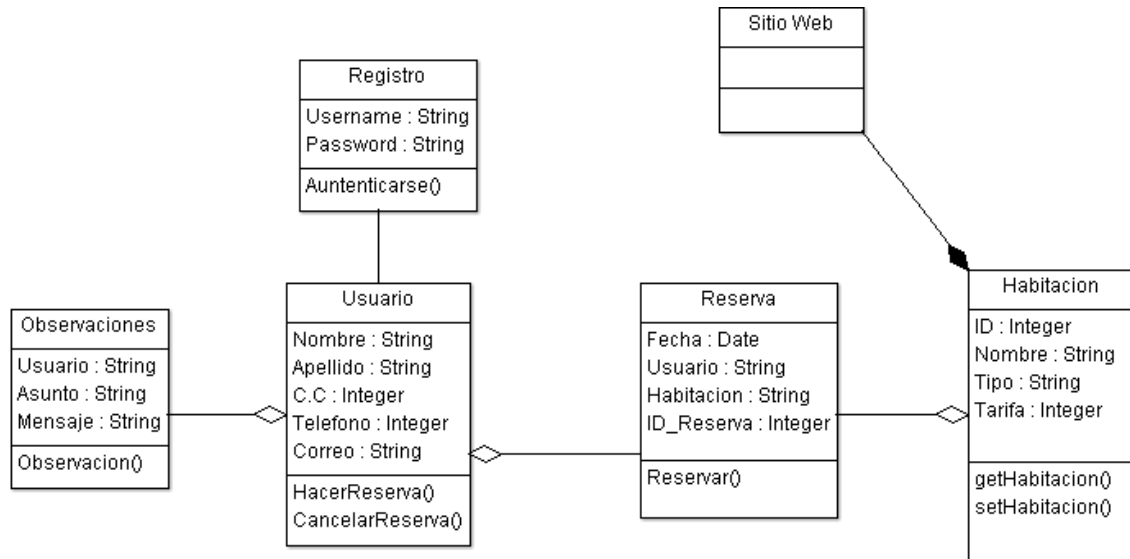 Sitio Web
Registro
Username : String
Password : String
Auntenticarse()
Observaciones
Usuario : String
Asunto : String
Mensaje : String
Observacion()
Usuario
Nombre : String
Apellido : String
C.C : Integer
Telefono : Integer
Correo : String
HacerReserva()
CancelarReserva()
Reserva
Fecha : Date
Usuario : String
Habitacion : String
ID_Reserva : Integer
Reservar()
Habitacion
ID : Integer
Nombre : String
Tipo : String
Tarifa : Integer
getHabitacion()
setHabitacion()